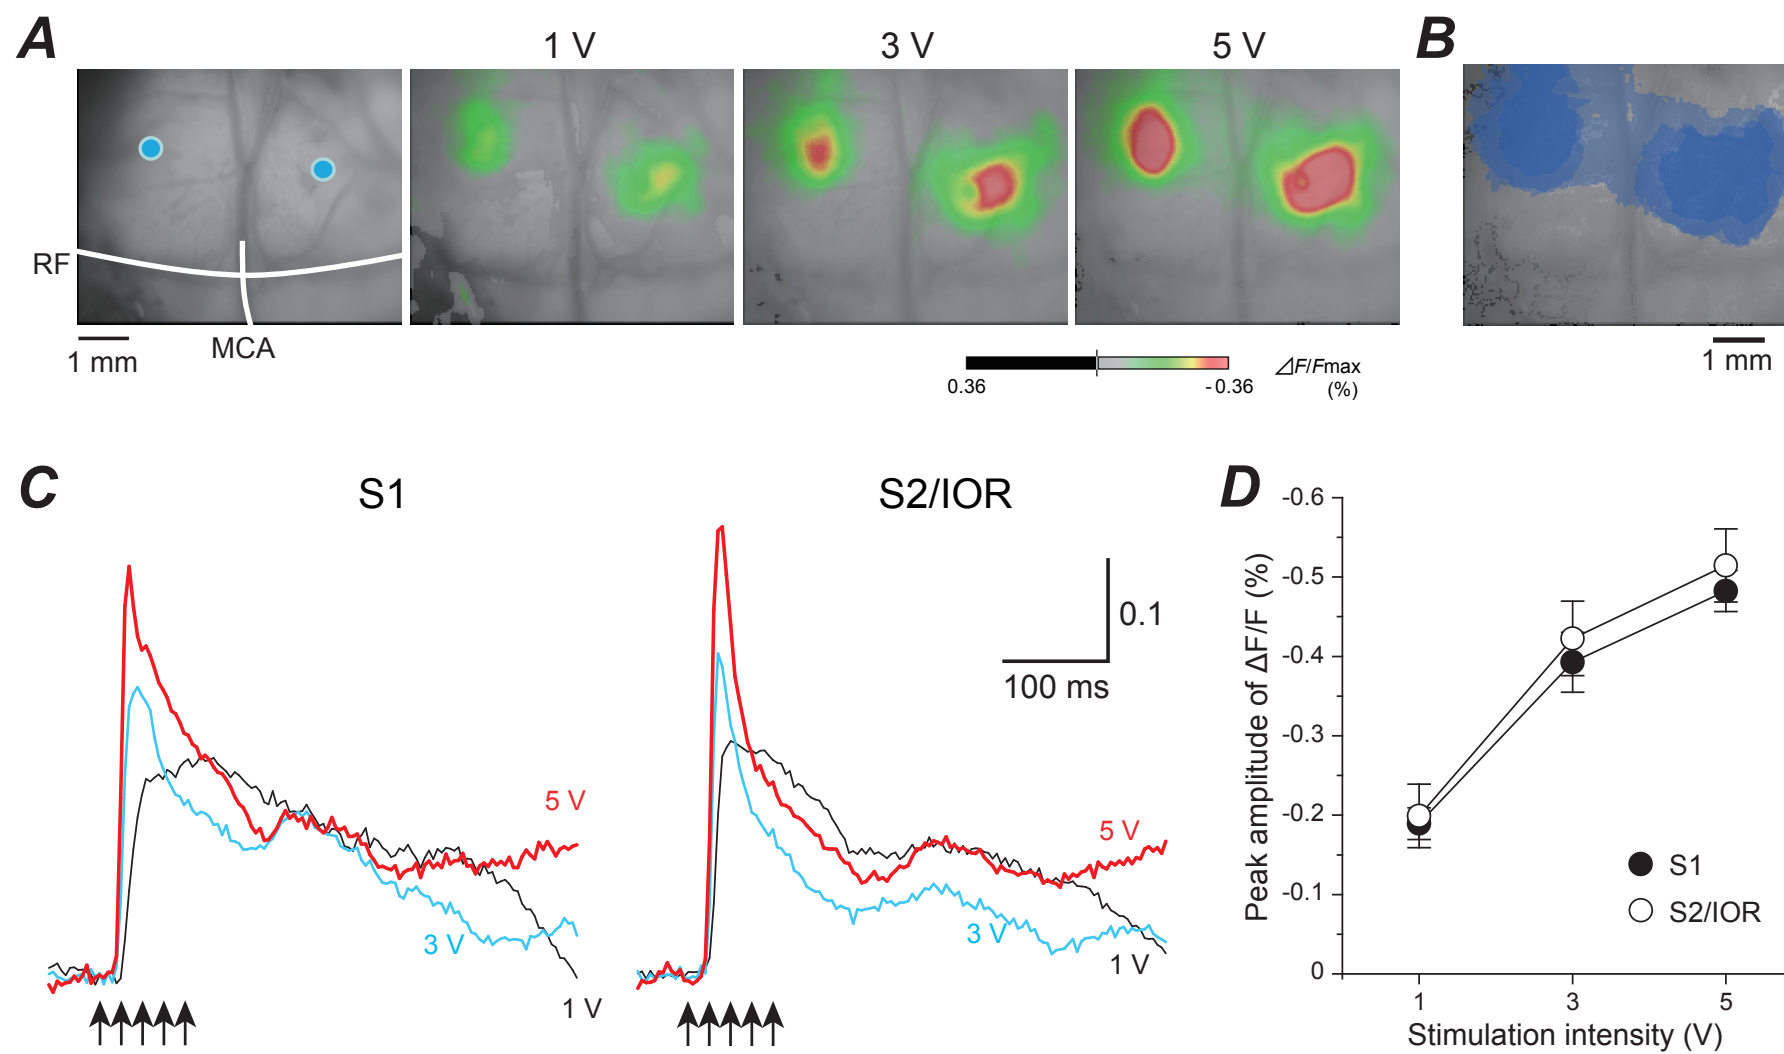 A
1 V
3 V
5 V
B
RF
MCA
1 mm
0.36
-0.36
⊿F/Fmax
(%)
1 mm
C
S1
S2/IOR
0.1
100 ms
5 V
3 V
1 V
5 V
3 V
1 V
D
Peak amplitude of ΔF/F (%)
-0.6
-0.5
-0.4
-0.3
-0.2
-0.1
0
S1
S2/IOR
1
3
5
Stimulation intensity (V)